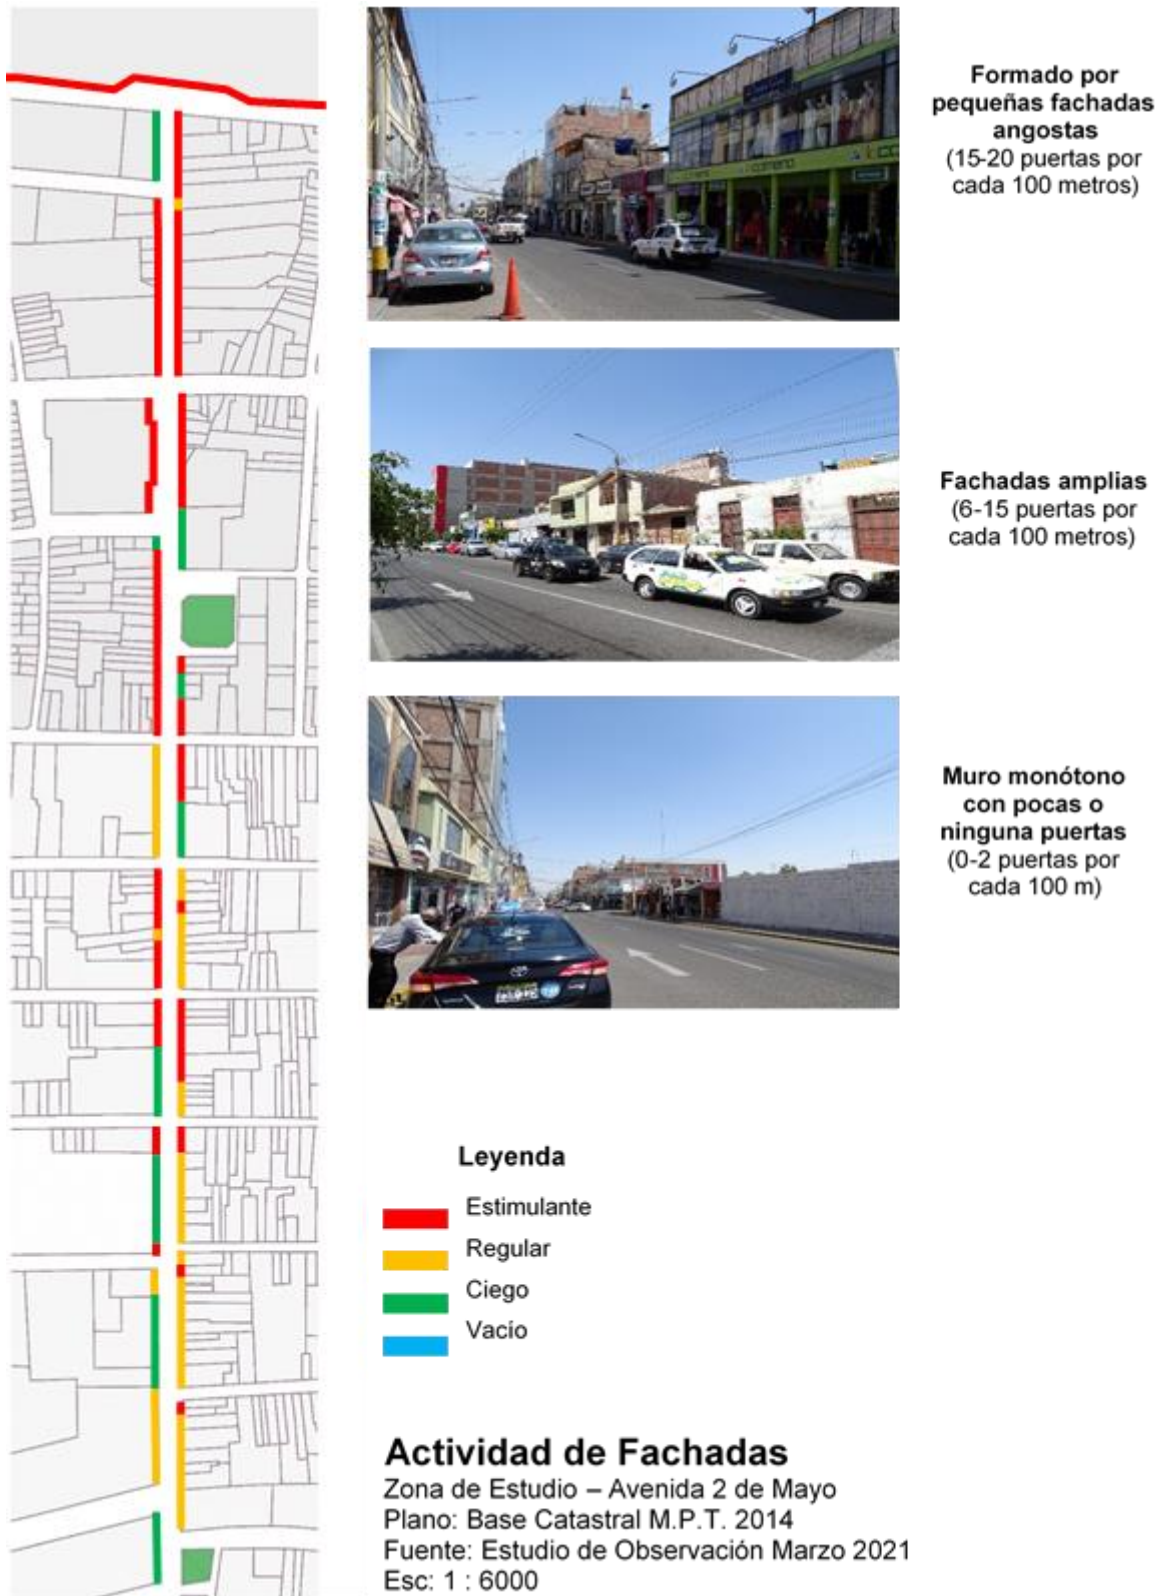 Formado por
pequeñas fachadas
angostas
(15-20 puertas por
cada 100 metros)
Fachadas amplias
(6-15 puertas por
cada 100 metros)
Muro monótono
con pocas o
ninguna puertas
(0-2 puertas por
cada 100 m)
Leyenda
Estimulante
Regular
Ciego
Vacío
Actividad de Fachadas
Zona de Estudio – Avenida 2 de Mayo
Plano: Base Catastral M.P.T. 2014
Fuente: Estudio de Observación Marzo 2021
Esc: 1 : 6000